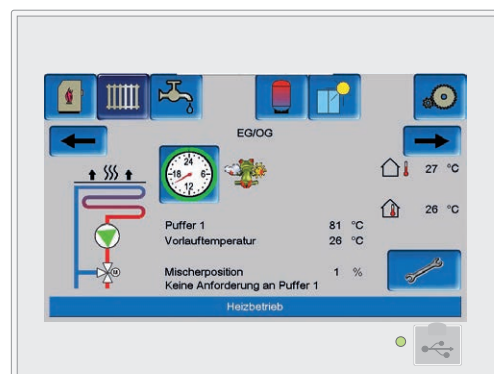 EG/OG
24
18 6
12
27 °C
26 °C
Puffer 1 81 °C
Vorlauftemperatur 26 °C
Mischerposition 1 %
Keine Anforderung an Puffer 1
Heizbetrieb